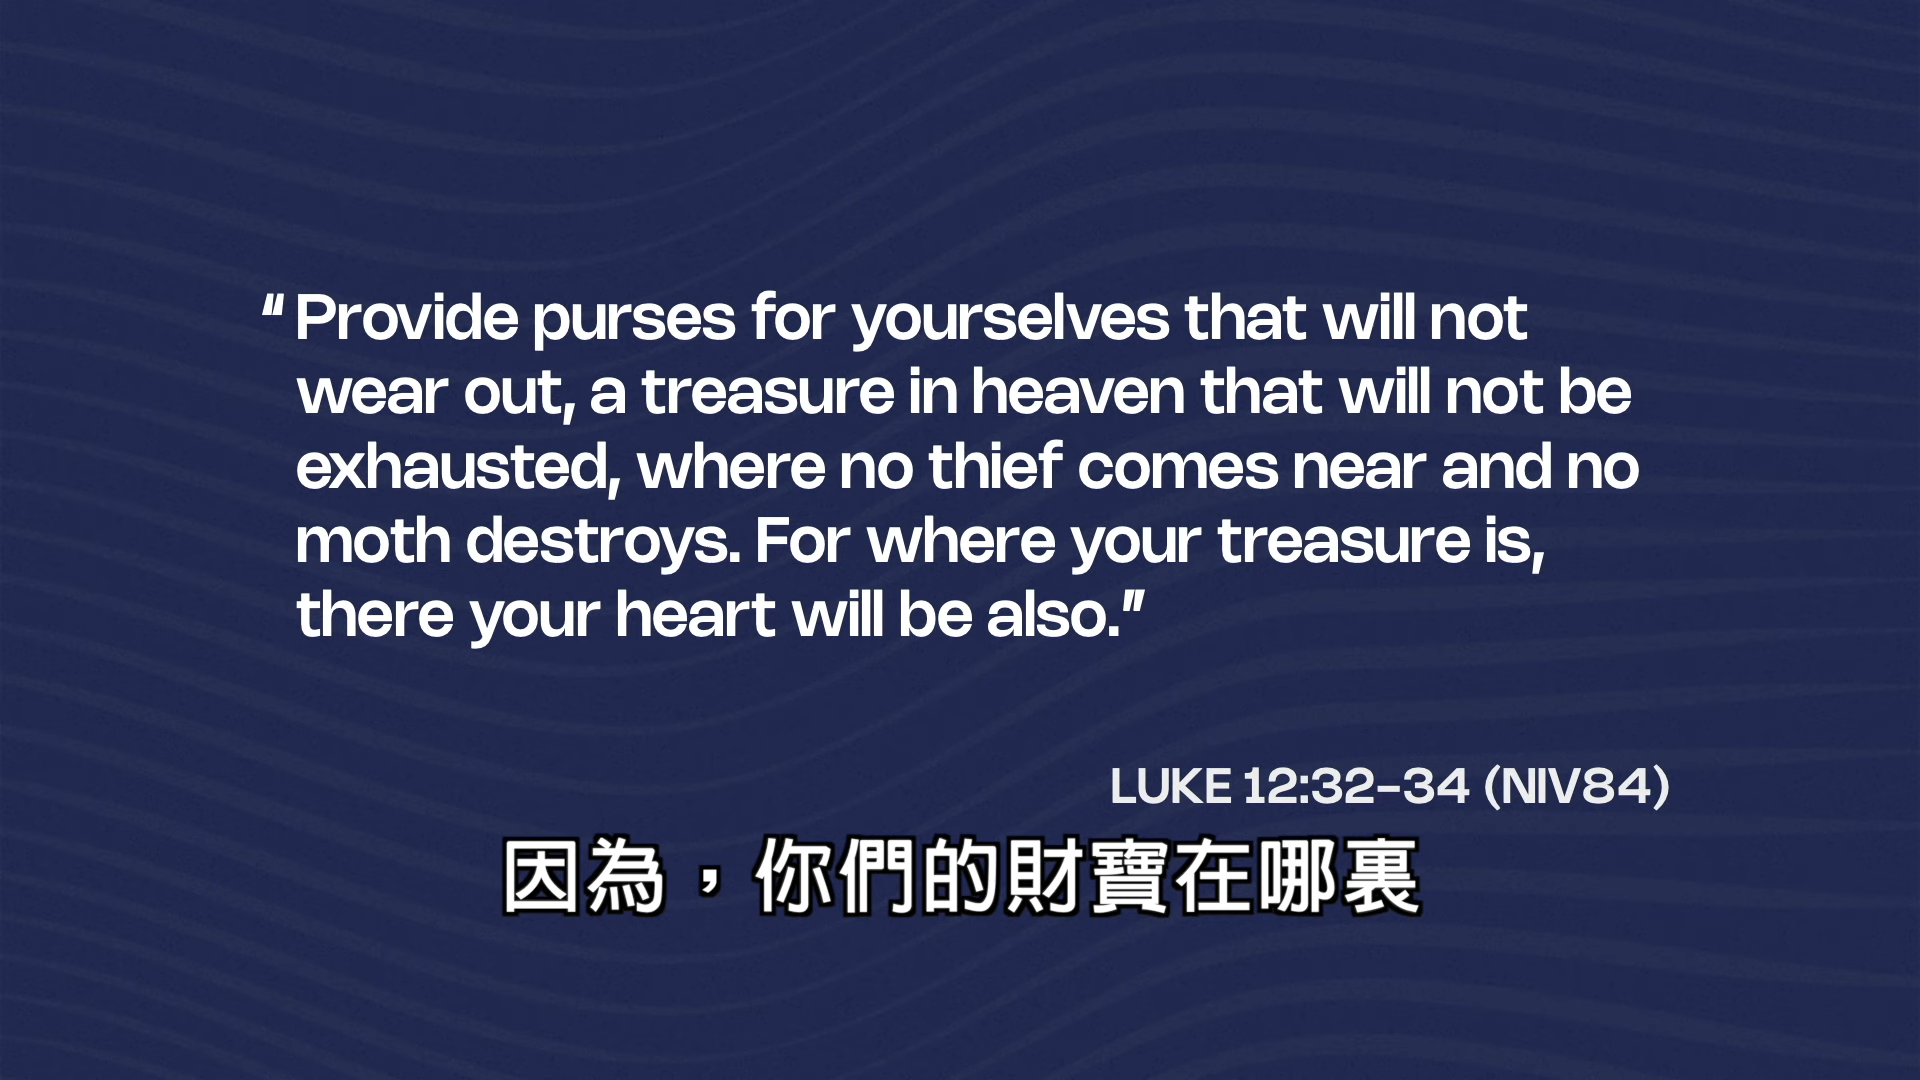 “Provide purses for yourselves that will not
wear out, a treasure in heaven that will not be
exhausted, where no thief comes near and no
moth destroys. For where your treasure is,
there your heart will be also.”
LUKE 12:32–34 (NIV84)
因為，你們的財寶在哪裏